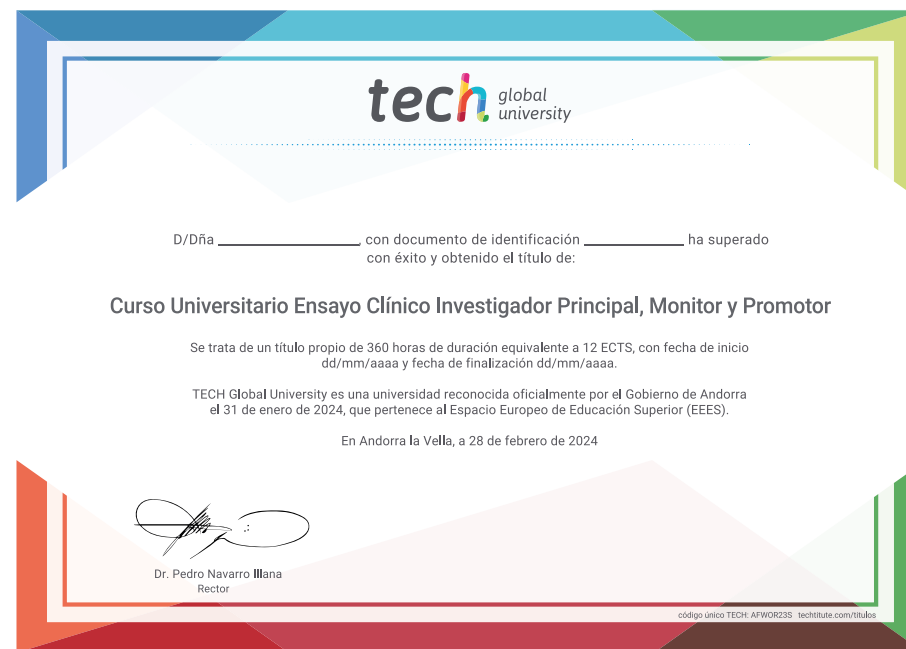 tech global university
D/Dña ____________________, con documento de identificación ______________ ha superado
con éxito y obtenido el título de:
Curso Universitario Ensayo Clínico Investigador Principal, Monitor y Promotor
Se trata de un título propio de 360 horas de duración equivalente a 12 ECTS, con fecha de inicio
dd/mm/aaaa y fecha de finalización dd/mm/aaaa.
TECH Global University es una universidad reconocida oficialmente por el Gobierno de Andorra
el 31 de enero de 2024, que pertenece al Espacio Europeo de Educación Superior (EEES).
En Andorra la Vella, a 28 de febrero de 2024
Dr. Pedro Navarro Illana
Rector
código único TECH: AFWOR23S techtitute.com/titulos